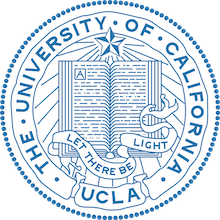 · THE · UNIVERSITY · OF · CALIFORNIA ·
A
LET THERE BE
LIGHT
UCLA